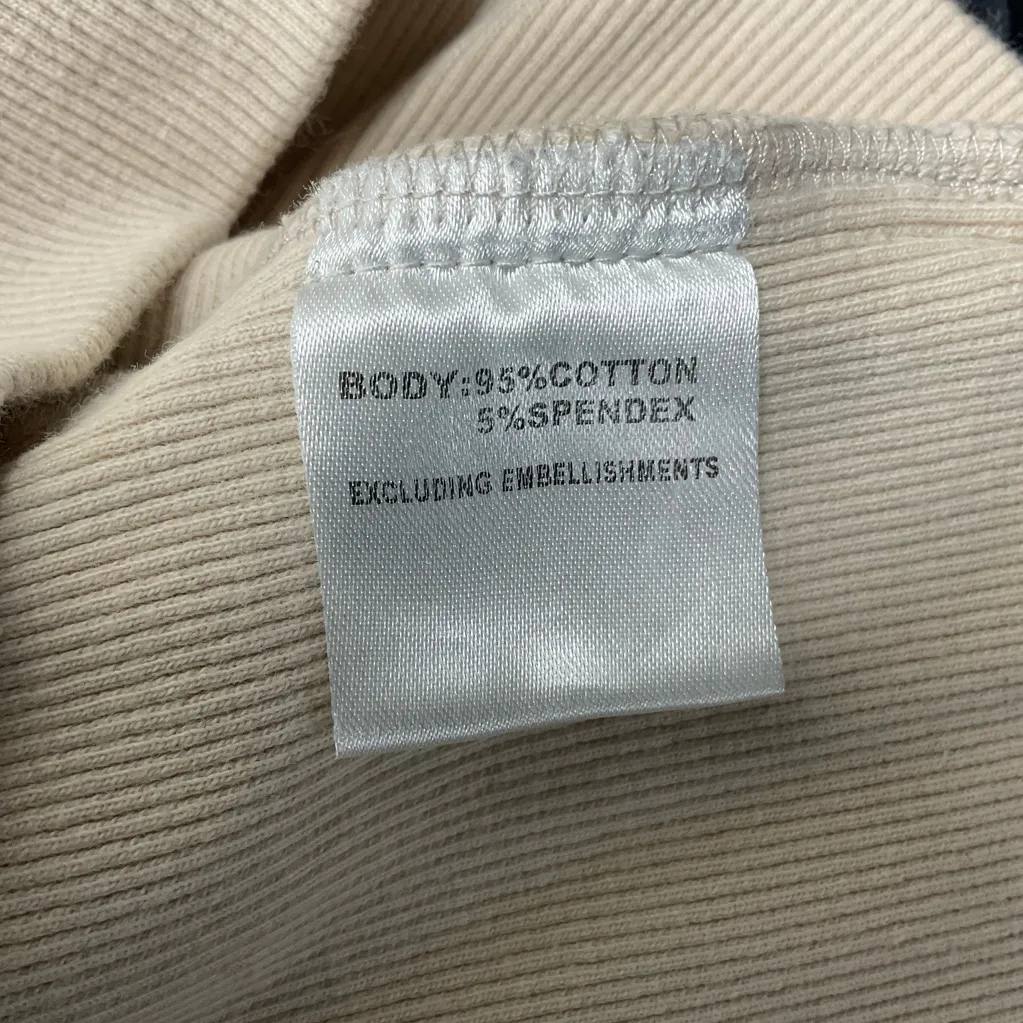 BODY:95%COTTON
5%SPENDEX
EXCLUDING EMBELLISHMENTS